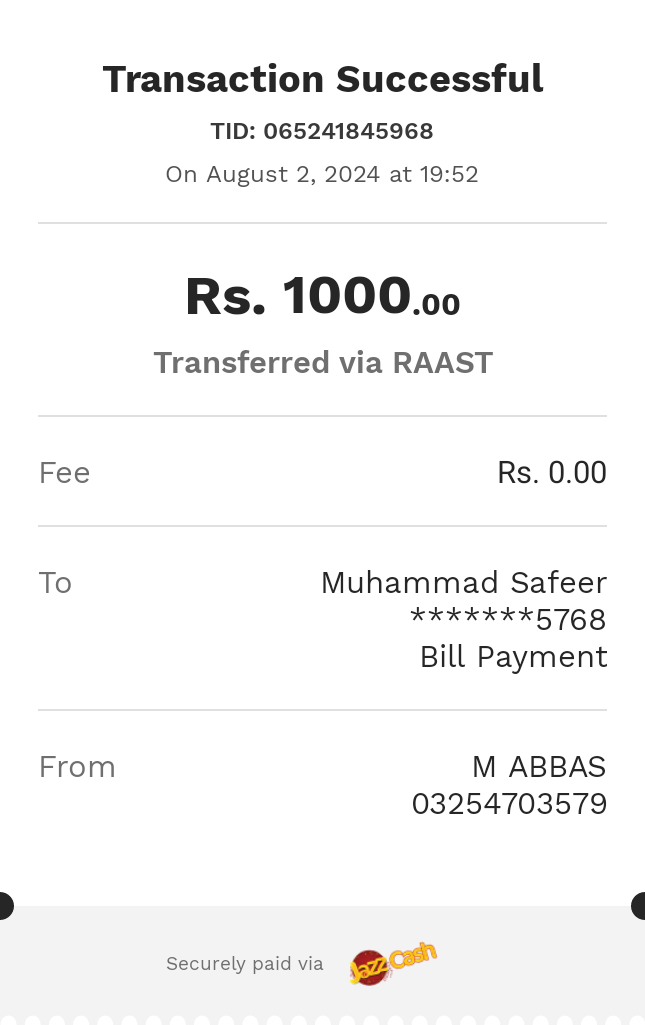 Transaction Successful
TID: 065241845968
On August 2, 2024 at 19:52
Rs. 1000.00
Transferred via RAAST
Fee Rs. 0.00
To Muhammad Safeer
*******5768
Bill Payment
From M ABBAS
03254703579
Securely paid via JazzCash